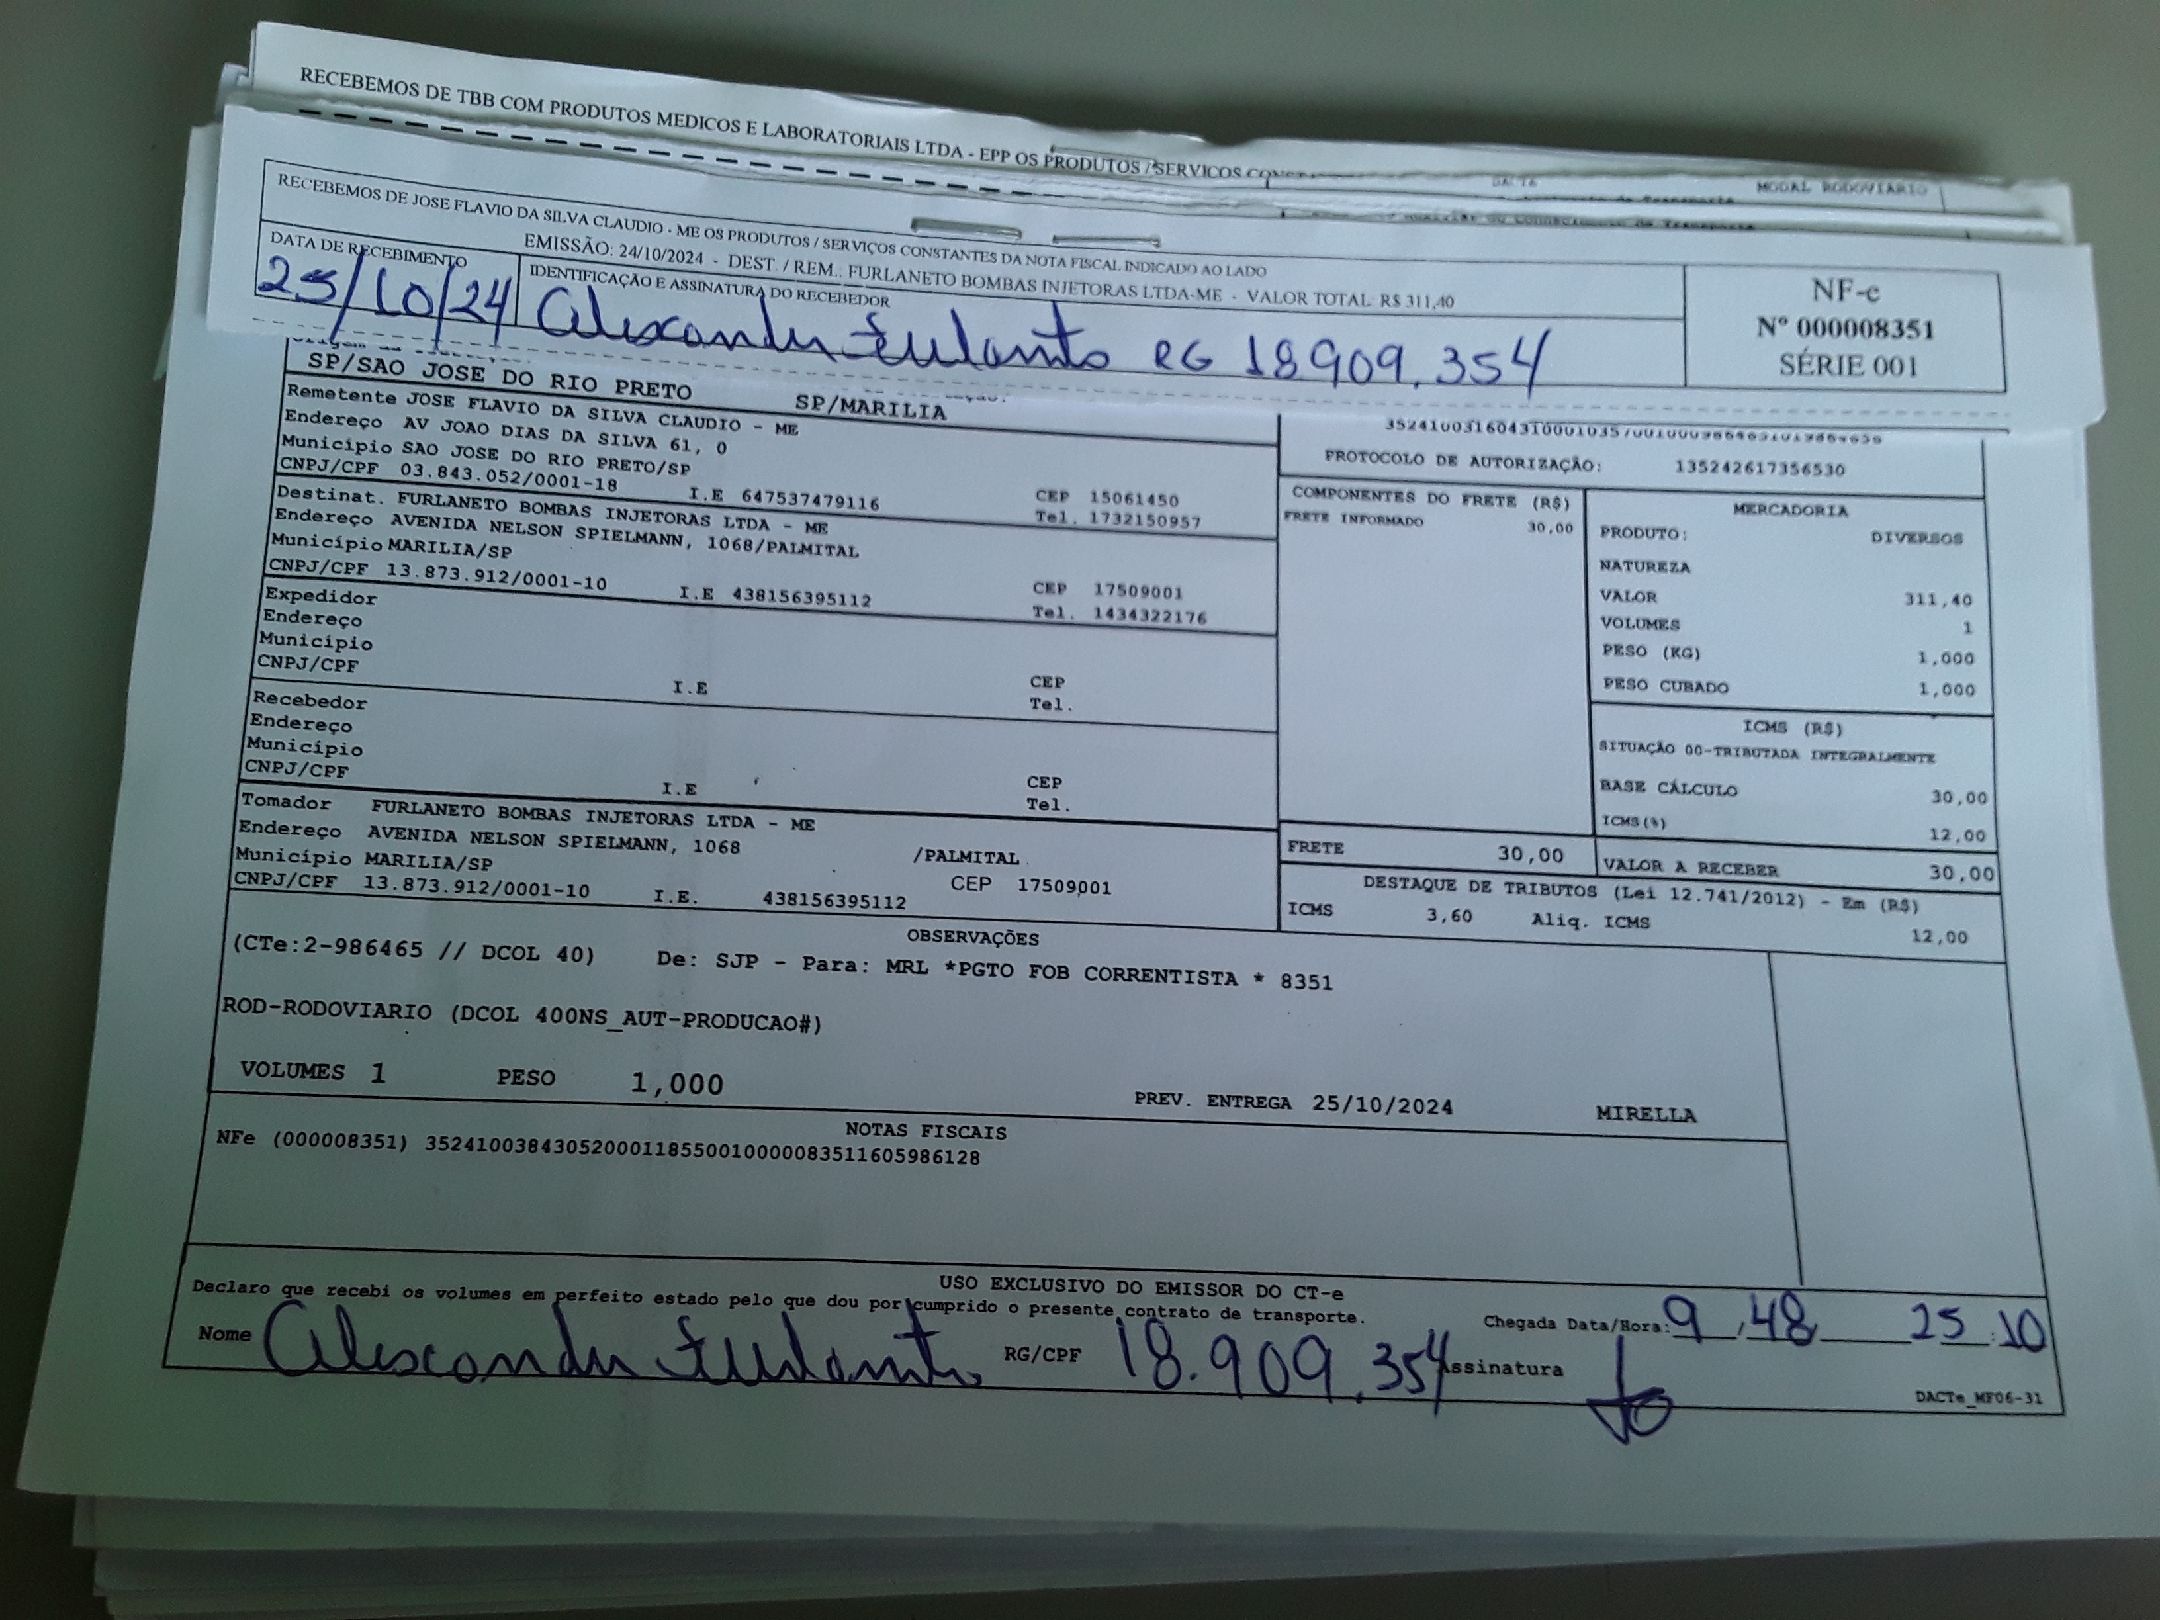 RECEBEMOS DE TBB COM PRODUTOS MEDICOS E LABORATORIAIS LTDA - EPP OS PRODUTOS / SERVICOS
MODAL RODOVIARIO
RECEBEMOS DE JOSE FLAVIO DA SILVA CLAUDIO - ME OS PRODUTOS / SERVIÇOS CONSTANTES DA NOTA FISCAL INDICADO AO LADO
EMISSÃO: 24/10/2024 - DEST. / REM.: FURLANETO BOMBAS INJETORAS LTDA-ME - VALOR TOTAL: R$ 311,40
NF-e
Nº 000008351
SÉRIE 001
DATA DE RECEBIMENTO
25/10/24
IDENTIFICAÇÃO E ASSINATURA DO RECEBEDOR
RG 18909.354
SP/SAO JOSE DO RIO PRETO SP/MARILIA
Remetente JOSE FLAVIO DA SILVA CLAUDIO - ME
Endereço AV JOAO DIAS DA SILVA 61, 0
Município SAO JOSE DO RIO PRETO/SP CEP 15061450
CNPJ/CPF 03.843.052/0001-18 I.E 647537479116 Tel. 1732150957
Destinat. FURLANETO BOMBAS INJETORAS LTDA - ME
Endereço AVENIDA NELSON SPIELMANN, 1068/PALMITAL
Município MARILIA/SP CEP 17509001
CNPJ/CPF 13.873.912/0001-10 I.E 438156395112 Tel. 1434322176
Expedidor
Endereço
Município CEP
CNPJ/CPF I.E Tel.
Recebedor
Endereço
Município CEP
CNPJ/CPF I.E Tel.
Tomador FURLANETO BOMBAS INJETORAS LTDA - ME
Endereço AVENIDA NELSON SPIELMANN, 1068 /PALMITAL
Município MARILIA/SP CEP 17509001
CNPJ/CPF 13.873.912/0001-10 I.E. 438156395112
PROTOCOLO DE AUTORIZAÇÃO: 135242617356530
COMPONENTES DO FRETE (R$)
FRETE INFORMADO 30,00
MERCADORIA
PRODUTO: DIVERSOS
NATUREZA
VALOR 311,40
VOLUMES 1
PESO (KG) 1,000
PESO CUBADO 1,000
ICMS (R$)
SITUAÇÃO 00-TRIBUTADA INTEGRALMENTE
BASE CÁLCULO 30,00
ICMS(%) 12,00
FRETE 30,00 VALOR A RECEBER 30,00
DESTAQUE DE TRIBUTOS (Lei 12.741/2012) - Em (R$)
ICMS 3,60 Aliq. ICMS 12,00
OBSERVAÇÕES
(CTe:2-986465 // DCOL 40) De: SJP - Para: MRL *PGTO FOB CORRENTISTA * 8351
ROD-RODOVIARIO (DCOL 400NS_AUT-PRODUCAO#)
VOLUMES 1 PESO 1,000 PREV. ENTREGA 25/10/2024 MIRELLA
NOTAS FISCAIS
NFe (000008351) 35241003843052000118550010000083511605986128
USO EXCLUSIVO DO EMISSOR DO CT-e
Declaro que recebi os volumes em perfeito estado pelo que dou por cumprido o presente contrato de transporte.
Chegada Data/Hora: 9,48 25 10
Nome RG/CPF 18.909.354 Assinatura
DACTe_MF06-31